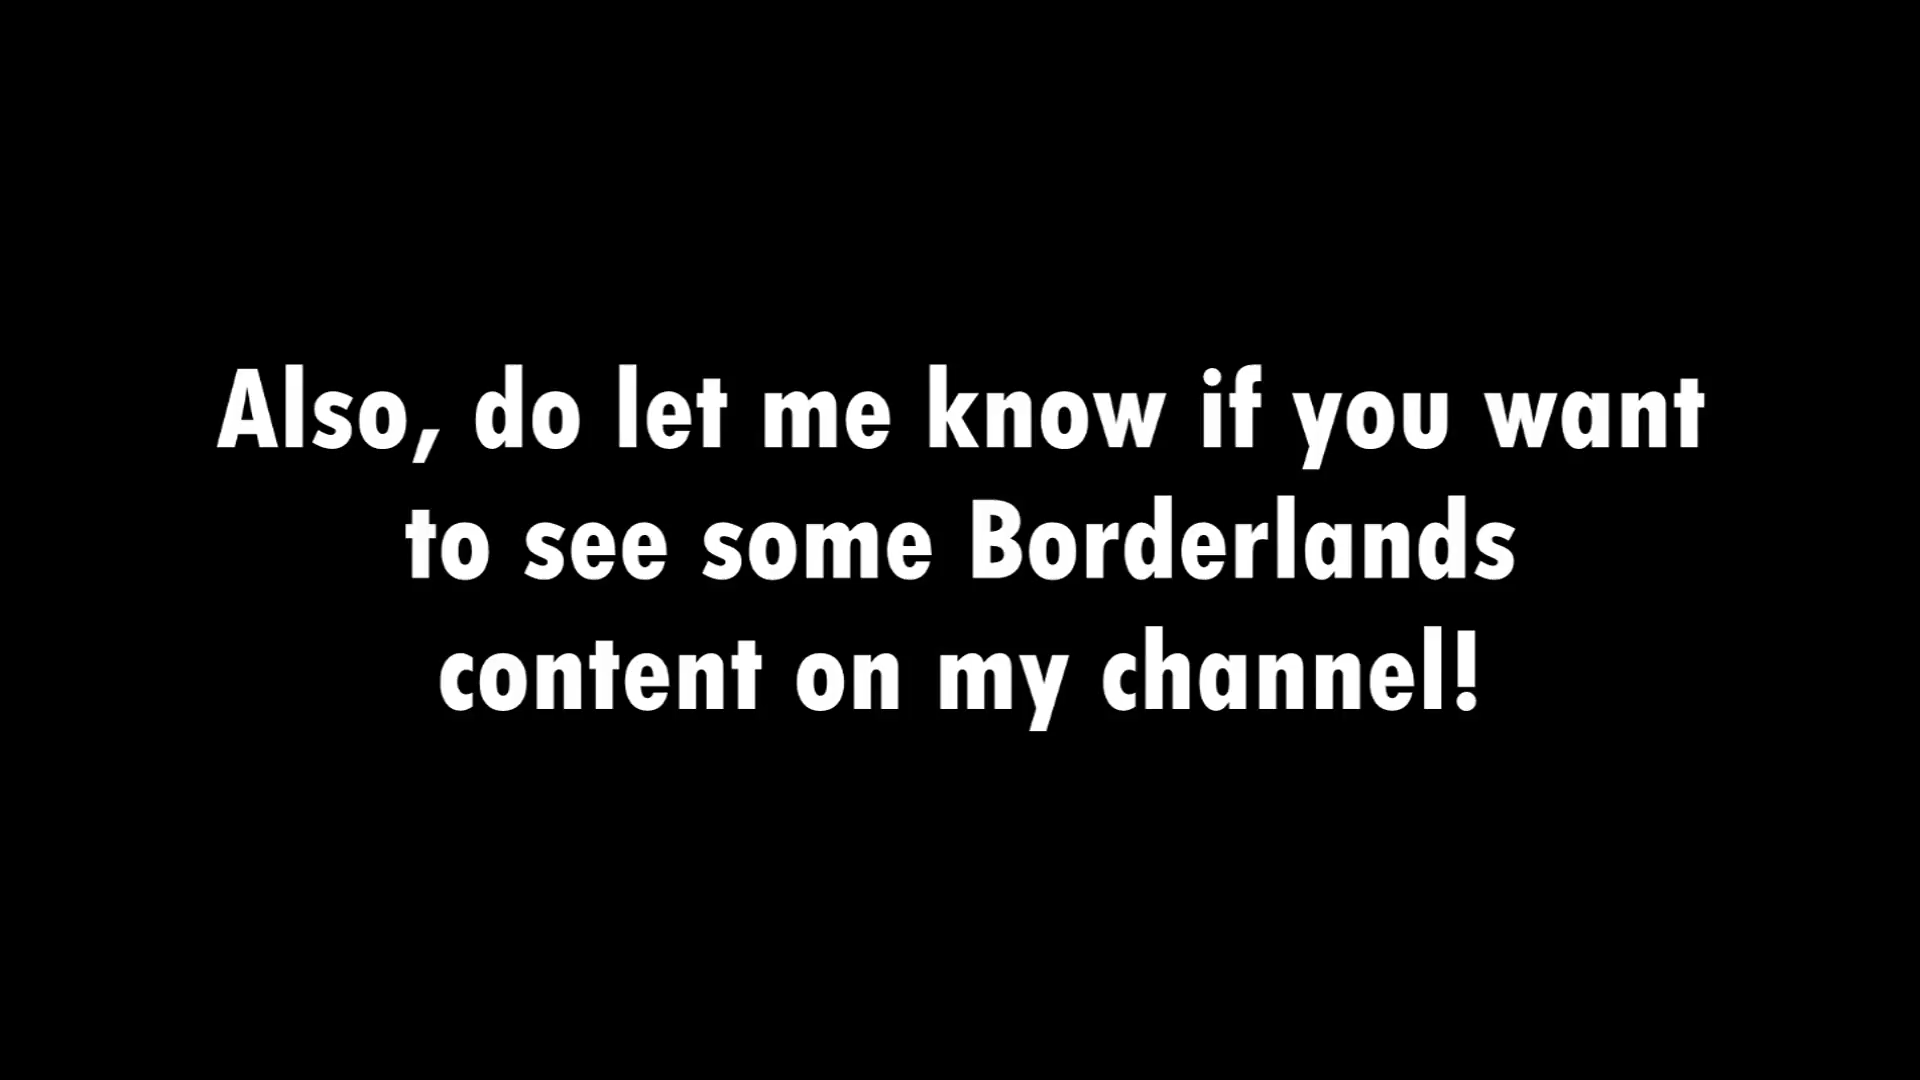 Also, do let me know if you want
to see some Borderlands
content on my channel!